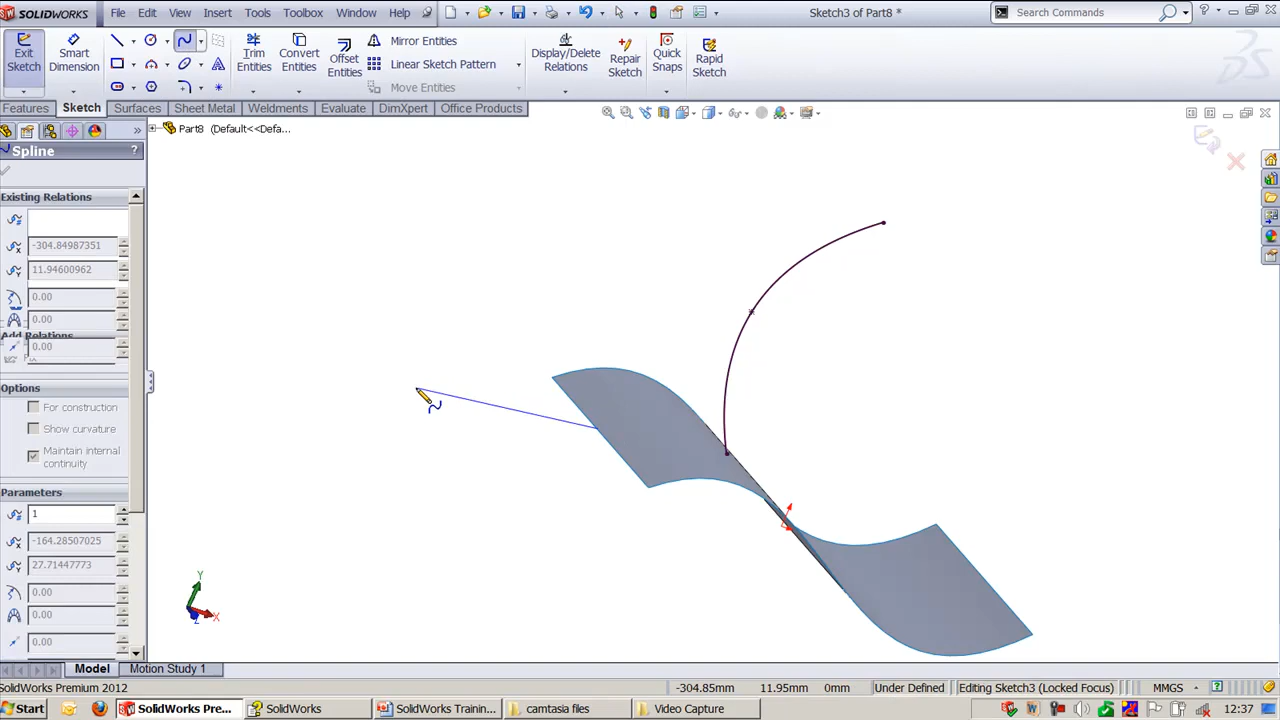 SOLIDWORKS File Edit View Insert Tools Toolbox Window Help Sketch3 of Part8 * Search Commands
Exit Sketch
Smart Dimension
Trim Entities
Convert Entities
Offset Entities
Mirror Entities
Linear Sketch Pattern
Move Entities
Display/Delete Relations
Repair Sketch
Quick Snaps
Rapid Sketch
Features Sketch Surfaces Sheet Metal Weldments Evaluate DimXpert Office Products
Part8 (Default<<Defa...
Spline ?
Existing Relations
-304.84987351
11.94600962
0.00
0.00
Add Relations
0.00
Options
For construction
Show curvature
Maintain internal continuity
Parameters
1
-164.28507025
27.71447773
0.00
0.00
0.00
Y
X
Z
Model Motion Study 1
SolidWorks Premium 2012 -304.85mm 11.95mm 0mm Under Defined Editing Sketch3 (Locked Focus) MMGS
Start SolidWorks Pre... SolidWorks SolidWorks Trainin... camtasia files Video Capture 12:37